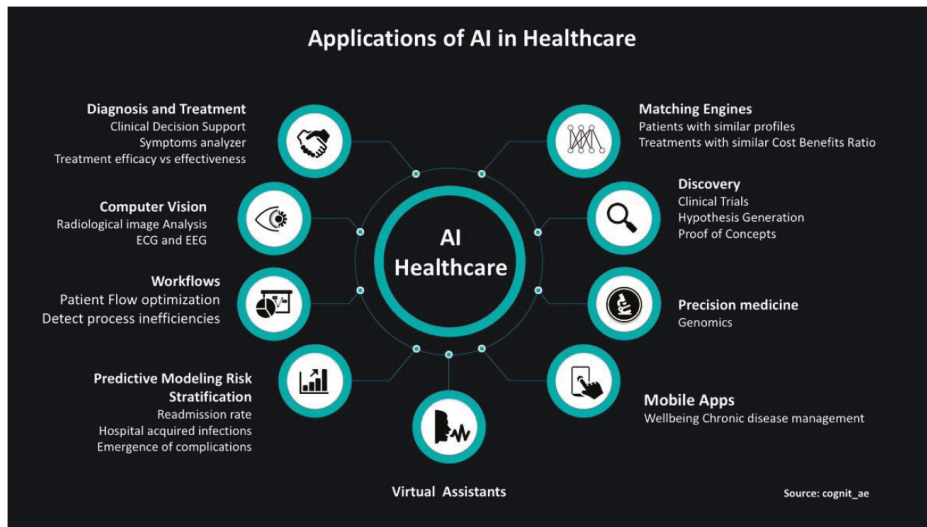 Applications of AI in Healthcare
Diagnosis and Treatment
Clinical Decision Support
Symptoms analyzer
Treatment efficacy vs effectiveness
Computer Vision
Radiological image Analysis
ECG and EEG
Workflows
Patient Flow optimization
Detect process inefficiencies
Predictive Modeling Risk
Stratification
Readmission rate
Hospital acquired infections
Emergence of complications
AI
Healthcare
Matching Engines
Patients with similar profiles
Treatments with similar Cost Benefits Ratio
Discovery
Clinical Trials
Hypothesis Generation
Proof of Concepts
Precision medicine
Genomics
Mobile Apps
Wellbeing Chronic disease management
Virtual Assistants
Source: cognit_ae